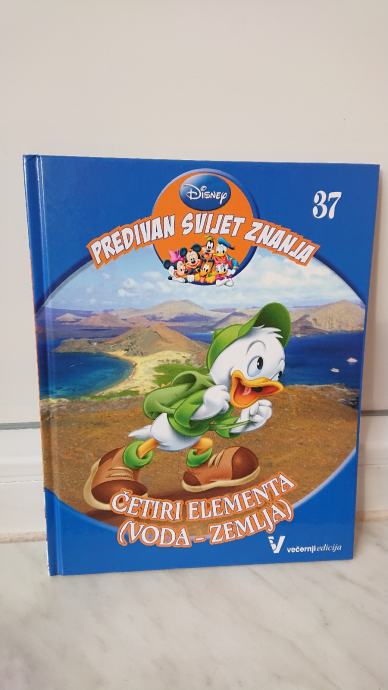 Disney
37
PREDIVAN SVIJET ZNANJA
ČETIRI ELEMENTA
(VODA – ZEMLJA)
V večernji edicija